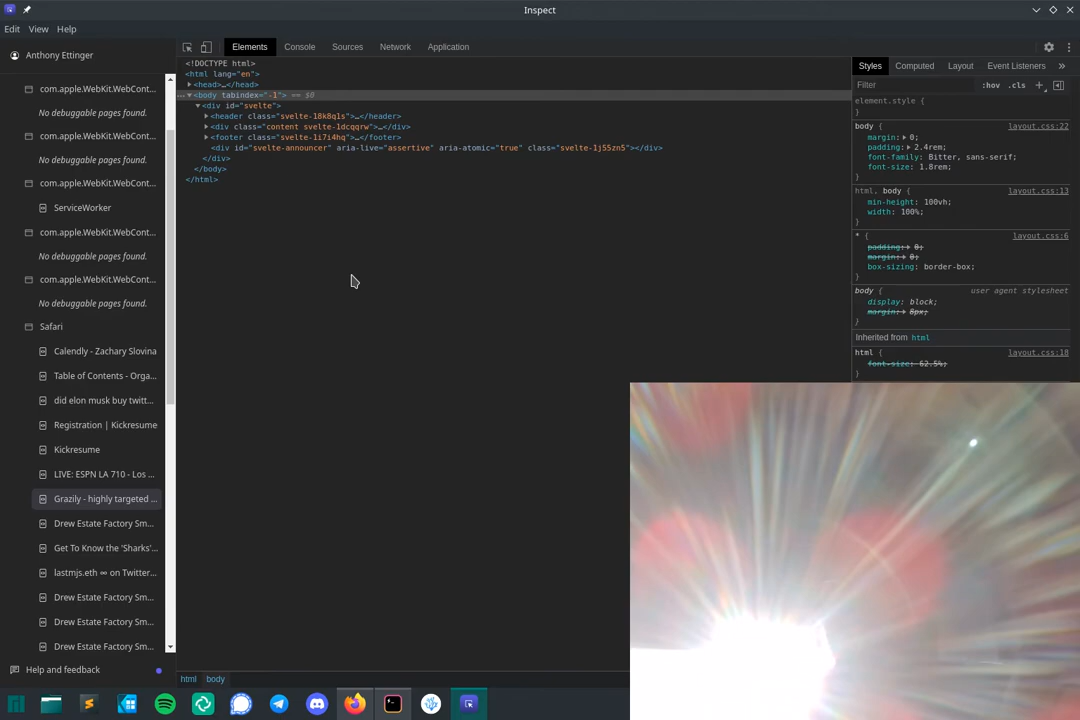 Inspect
Edit View Help
Anthony Ettinger
com.apple.WebKit.WebCont...
No debuggable pages found.
com.apple.WebKit.WebCont...
No debuggable pages found.
com.apple.WebKit.WebCont...
ServiceWorker
com.apple.WebKit.WebCont...
No debuggable pages found.
com.apple.WebKit.WebCont...
No debuggable pages found.
Safari
Calendly - Zachary Slovina
Table of Contents - Orga...
did elon musk buy twitt...
Registration | Kickresume
Kickresume
LIVE: ESPN LA 710 - Los ...
Grazily - highly targeted ...
Drew Estate Factory Sm...
Get To Know the 'Sharks'...
lastmjs.eth ∞ on Twitter...
Drew Estate Factory Sm...
Drew Estate Factory Sm...
Drew Estate Factory Sm...
Help and feedback
Elements Console Sources Network Application
<!DOCTYPE html>
<html lang="en">
<head>…</head>
<body tabindex="-1"> == $0
<div id="svelte">
<header class="svelte-18k8q1s">…</header>
<div class="content svelte-1dcqqrw">…</div>
<footer class="svelte-1i7i4hq">…</footer>
<div id="svelte-announcer" aria-live="assertive" aria-atomic="true" class="svelte-1j55zn5"></div>
</div>
</body>
</html>
html body
Styles Computed Layout Event Listeners »
Filter :hov .cls +
element.style {
}
body { layout.css:22
margin: 0;
padding: 2.4rem;
font-family: Bitter, sans-serif;
font-size: 1.8rem;
}
html, body { layout.css:13
min-height: 100vh;
width: 100%;
}
* { layout.css:6
padding: 0;
margin: 0;
box-sizing: border-box;
}
body { user agent stylesheet
display: block;
margin: 8px;
}
Inherited from html
html { layout.css:18
font-size: 62.5%;
}